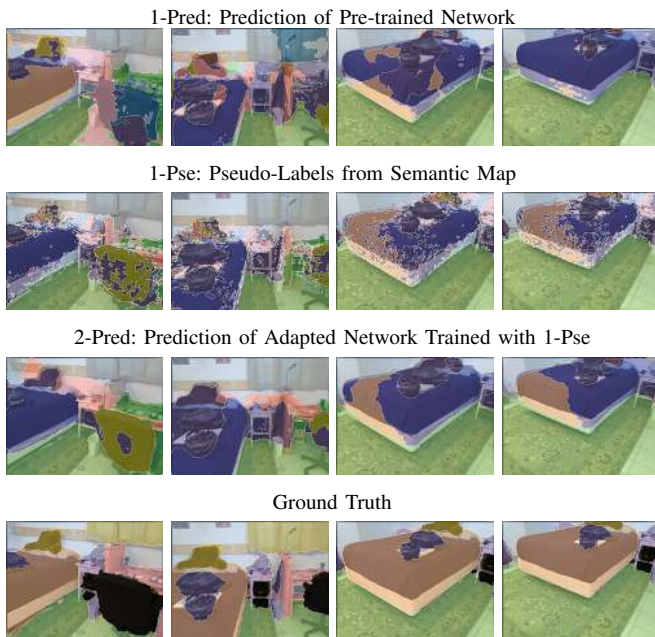 1-Pred: Prediction of Pre-trained Network
1-Pse: Pseudo-Labels from Semantic Map
2-Pred: Prediction of Adapted Network Trained with 1-Pse
Ground Truth